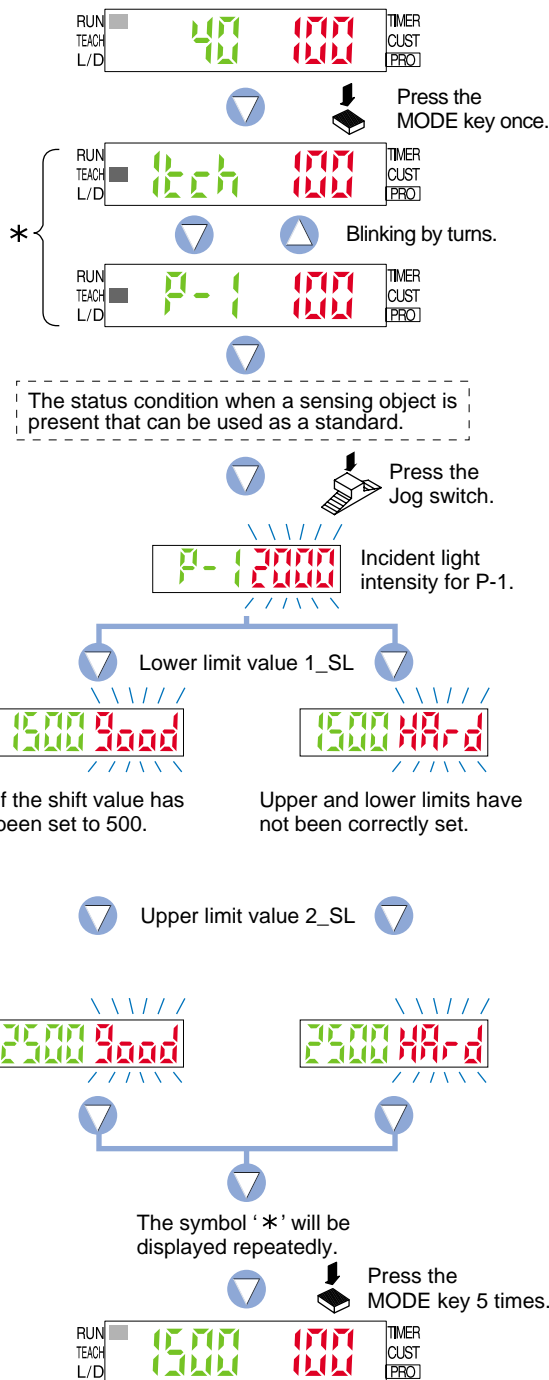 RUN 40 100 TIMER
TEACH CUST
L/D PRO
Press the
MODE key once.
RUN 1tch 100 TIMER
TEACH CUST
L/D PRO
* Blinking by turns.
RUN P-1 100 TIMER
TEACH CUST
L/D PRO
The status condition when a sensing object is
present that can be used as a standard.
Press the
Jog switch.
P-1 2000
Incident light
intensity for P-1.
Lower limit value 1_SL
1500 good 1500 HArd
f the shift value has
been set to 500.
Upper and lower limits have
not been correctly set.
Upper limit value 2_SL
2500 good 2500 HArd
The symbol ‘*’ will be
displayed repeatedly.
Press the
MODE key 5 times.
RUN 1500 100 TIMER
TEACH CUST
L/D PRO